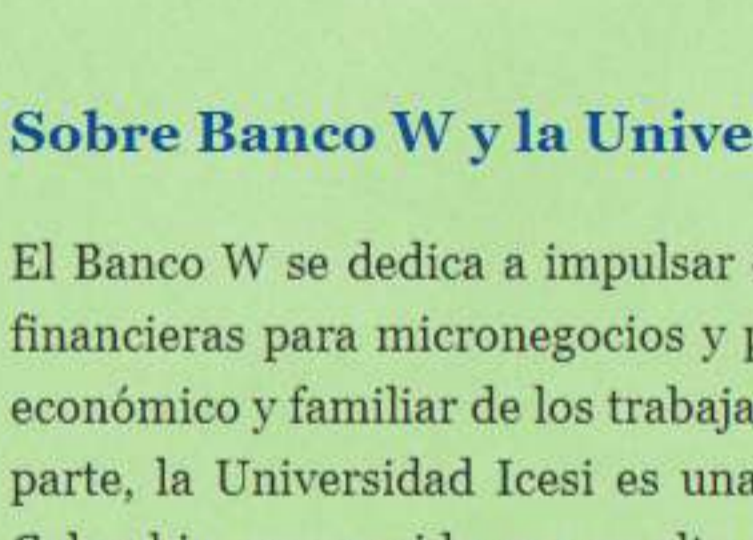 Sobre Banco W y la Unive
El Banco W se dedica a impulsar
financieras para micronegocios y p
económico y familiar de los trabaja
parte, la Universidad Icesi es una